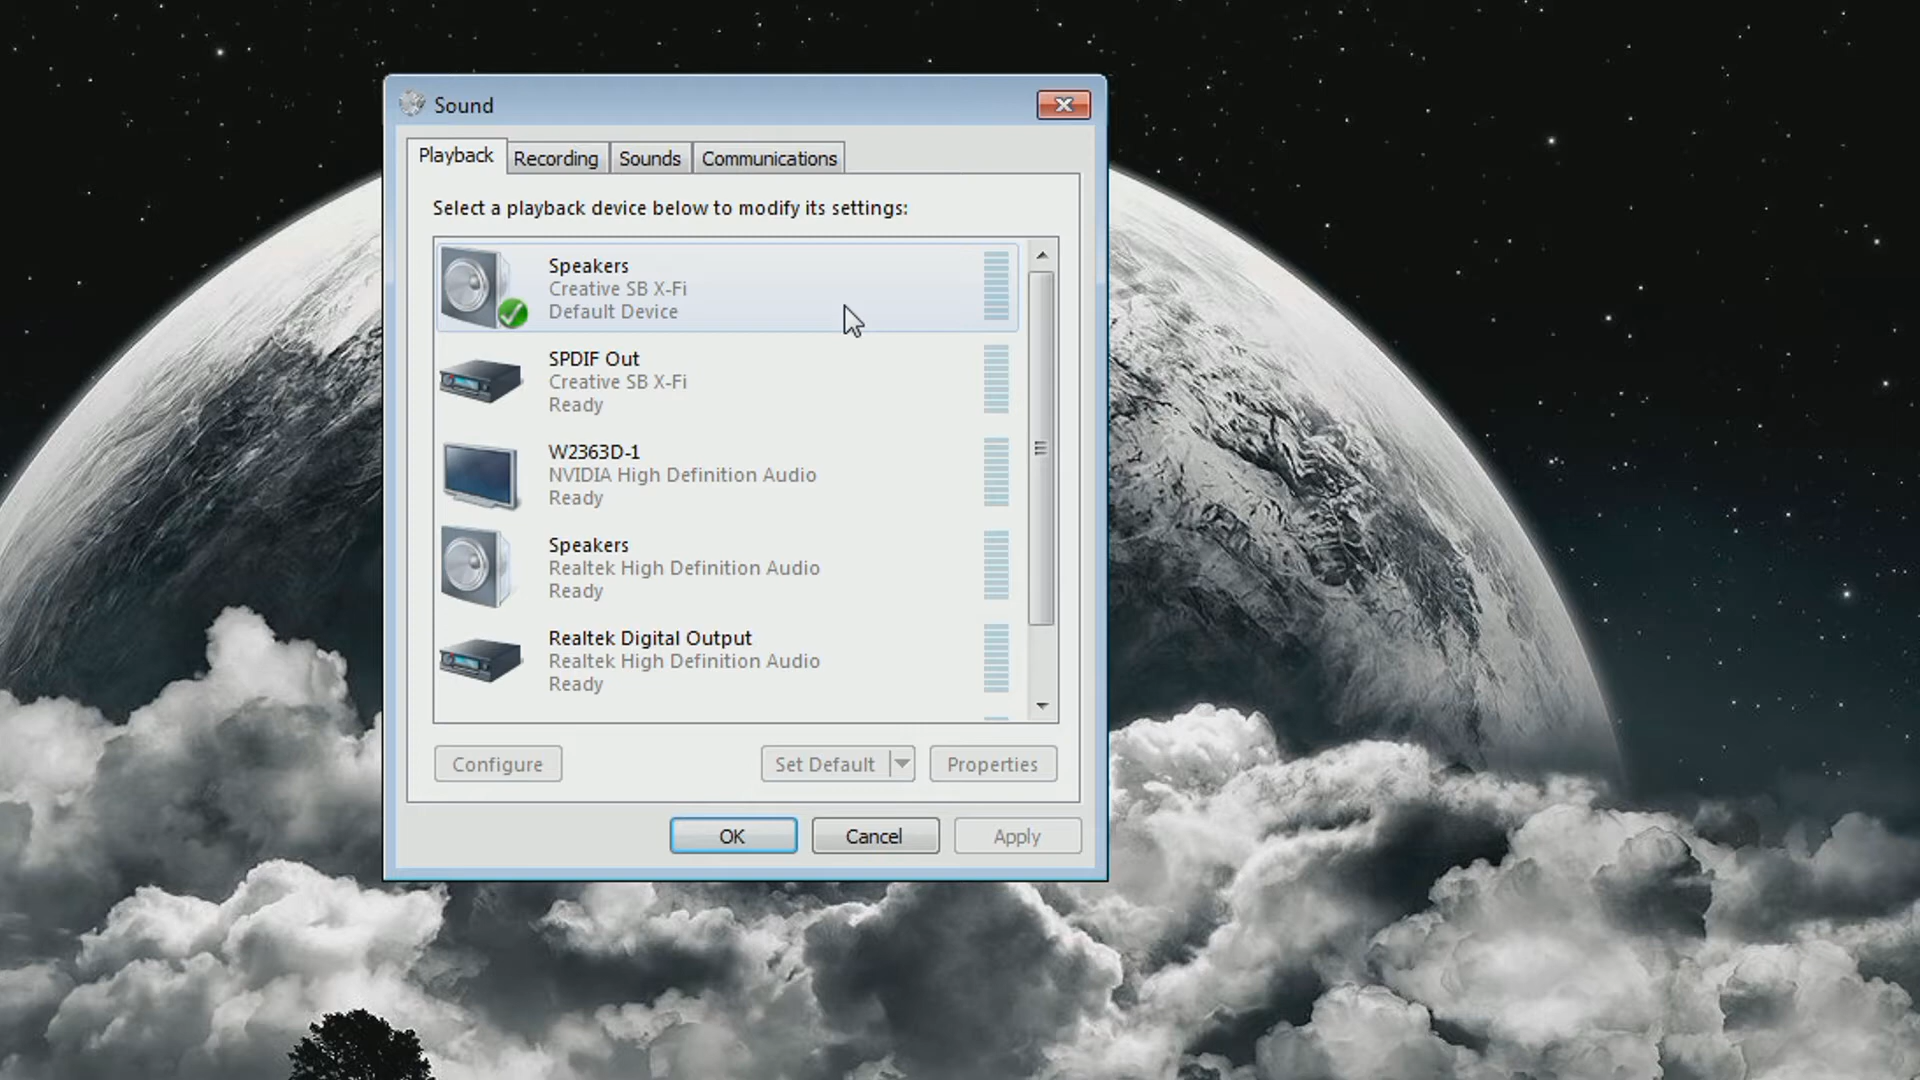 Sound
Playback
Recording
Sounds
Communications
Select a playback device below to modify its settings:
Speakers
Creative SB X-Fi
Default Device
SPDIF Out
Creative SB X-Fi
Ready
W2363D-1
NVIDIA High Definition Audio
Ready
Speakers
Realtek High Definition Audio
Ready
Realtek Digital Output
Realtek High Definition Audio
Ready
Configure
Set Default
Properties
OK
Cancel
Apply